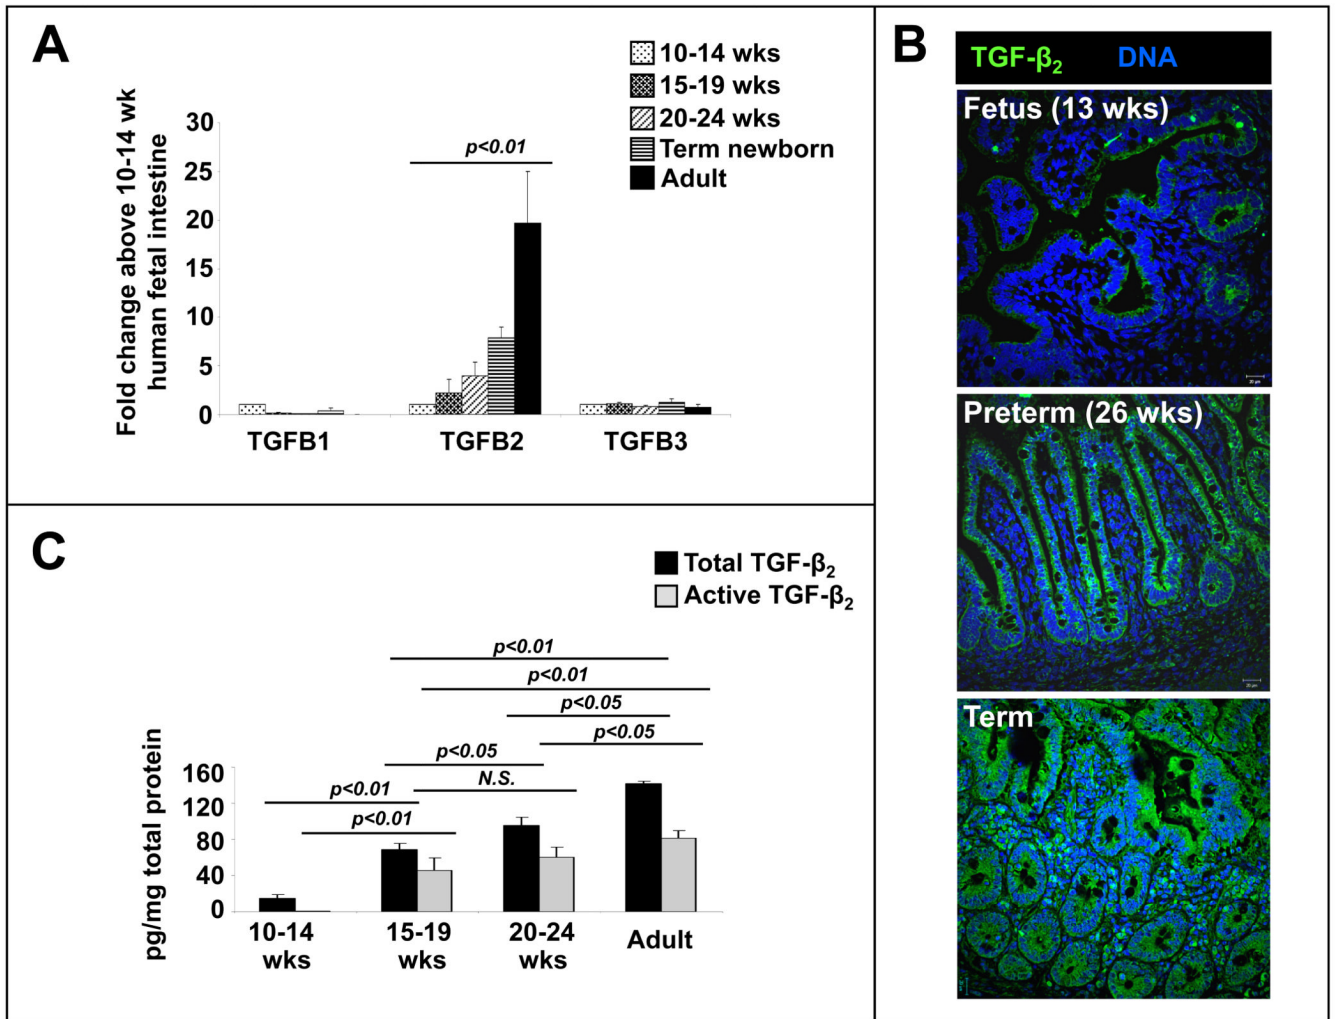 A
10-14 wks
15-19 wks
20-24 wks
Term newborn
Adult
p<0.01
Fold change above 10-14 wk
human fetal intestine
30
25
20
15
10
5
0
TGFB1
TGFB2
TGFB3
B
TGF-β₂ DNA
Fetus (13 wks)
20 µm
Preterm (26 wks)
20 µm
Term
C
Total TGF-β₂
Active TGF-β₂
p<0.01
p<0.01
p<0.05
p<0.05
p<0.05
N.S.
p<0.01
p<0.01
pg/mg total protein
160
120
80
40
0
10-14
wks
15-19
wks
20-24
wks
Adult